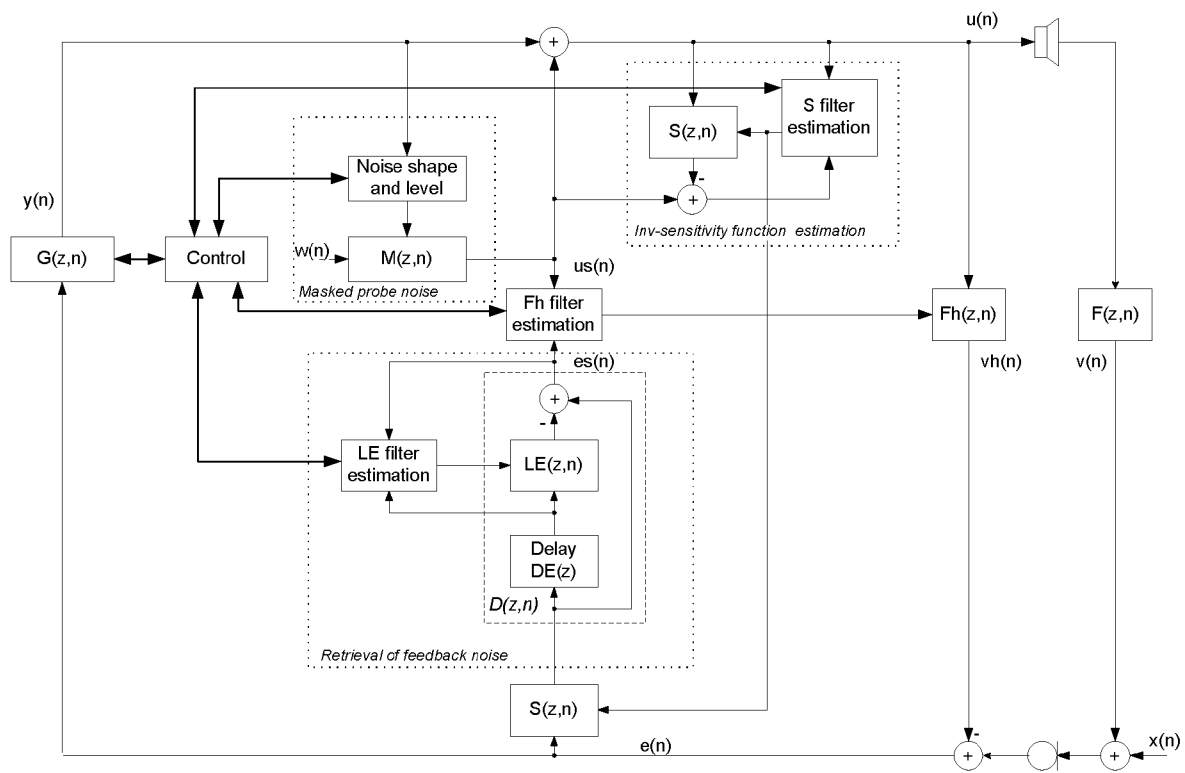 u(n)
+
S filter
estimation
S(z,n)
-
+
Inv-sensitivity function estimation
Noise shape
and level
y(n)
G(z,n)
Control
w(n)
M(z,n)
Masked probe noise
us(n)
Fh filter
estimation
Fh(z,n)
F(z,n)
vh(n)
v(n)
es(n)
+
-
LE filter
estimation
LE(z,n)
Delay
DE(z)
D(z,n)
Retrieval of feedback noise
S(z,n)
e(n)
-
+
+
x(n)